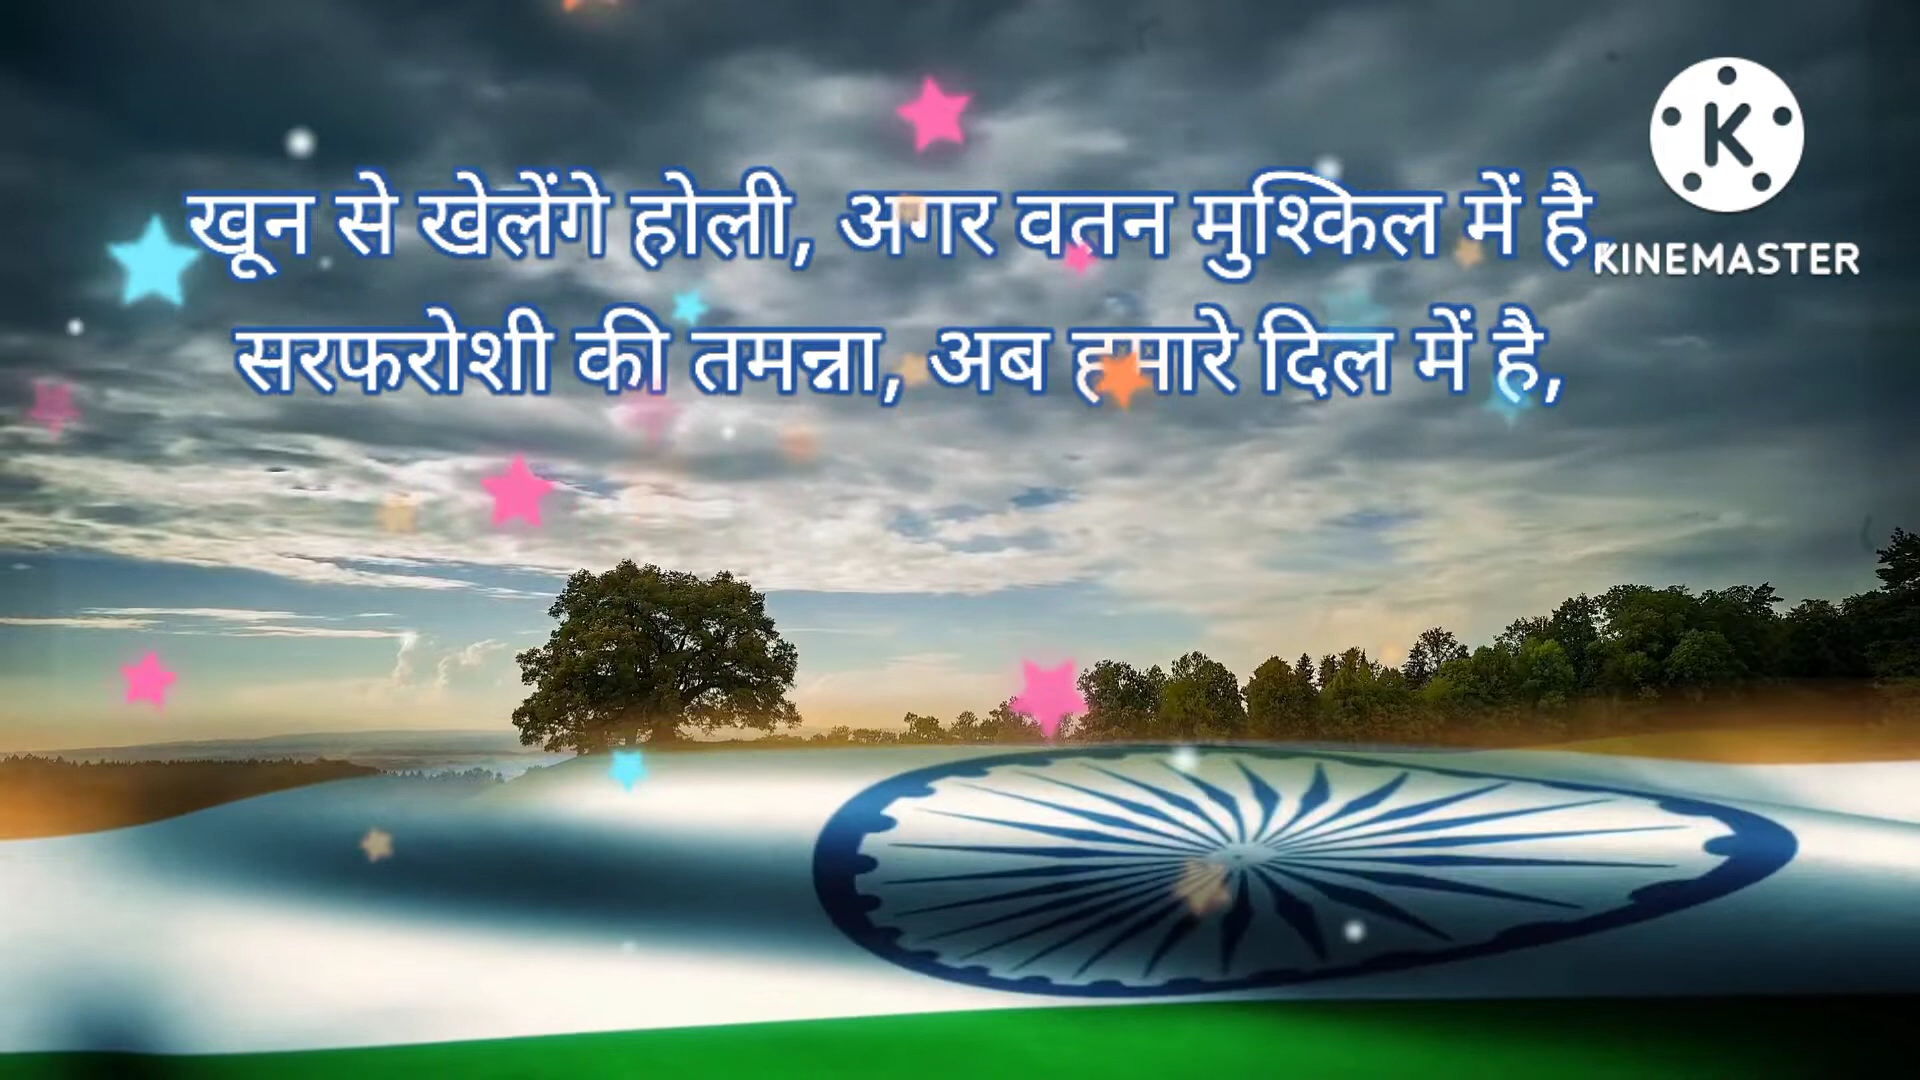 खून से खेलेंगे होली, अगर वतन मुश्किल में है,
सरफरोशी की तमन्ना, अब हमारे दिल में है,
K
KINEMASTER